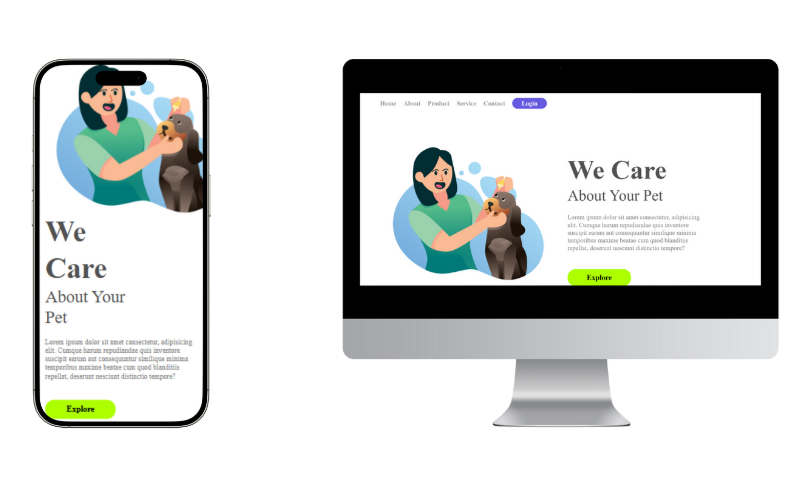 We
Care
About Your
Pet
Lorem ipsum dolor sit amet consectetur, adipisicing
elit. Cumque harum repudiandae quis inventore
suscipit earum aut consequuntur similique minima
temporibus maxime beatae cum quod blanditiis
repellat, deserunt nesciunt distinctio tempore?
Explore
Home About Product Service Contact Login
We Care
About Your Pet
Lorem ipsum dolor sit amet consectetur, adipisicing
elit. Cumque harum repudiandae quis inventore
suscipit earum aut consequuntur similique minima
temporibus maxime beatae cum quod blanditiis
repellat, deserunt nesciunt distinctio tempore?
Explore